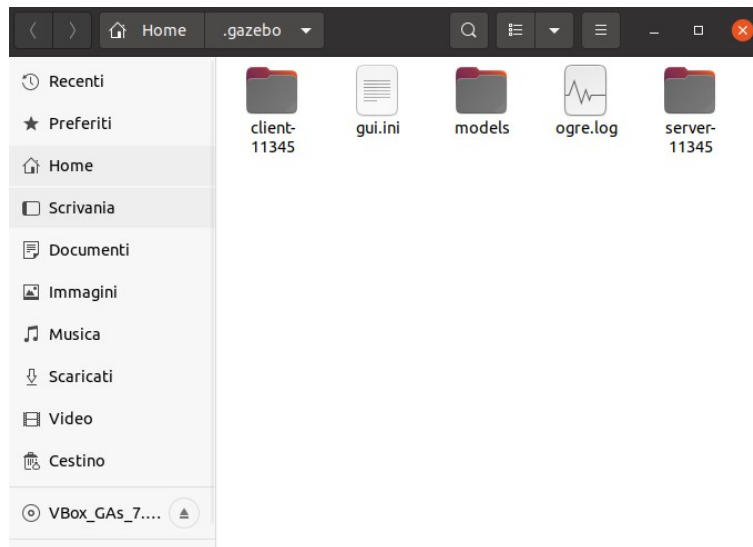 Home
.gazebo
Recenti
Preferiti
Home
Scrivania
Documenti
Immagini
Musica
Scaricati
Video
Cestino
VBox_GAs_7....
client-
11345
gui.ini
models
ogre.log
server-
11345